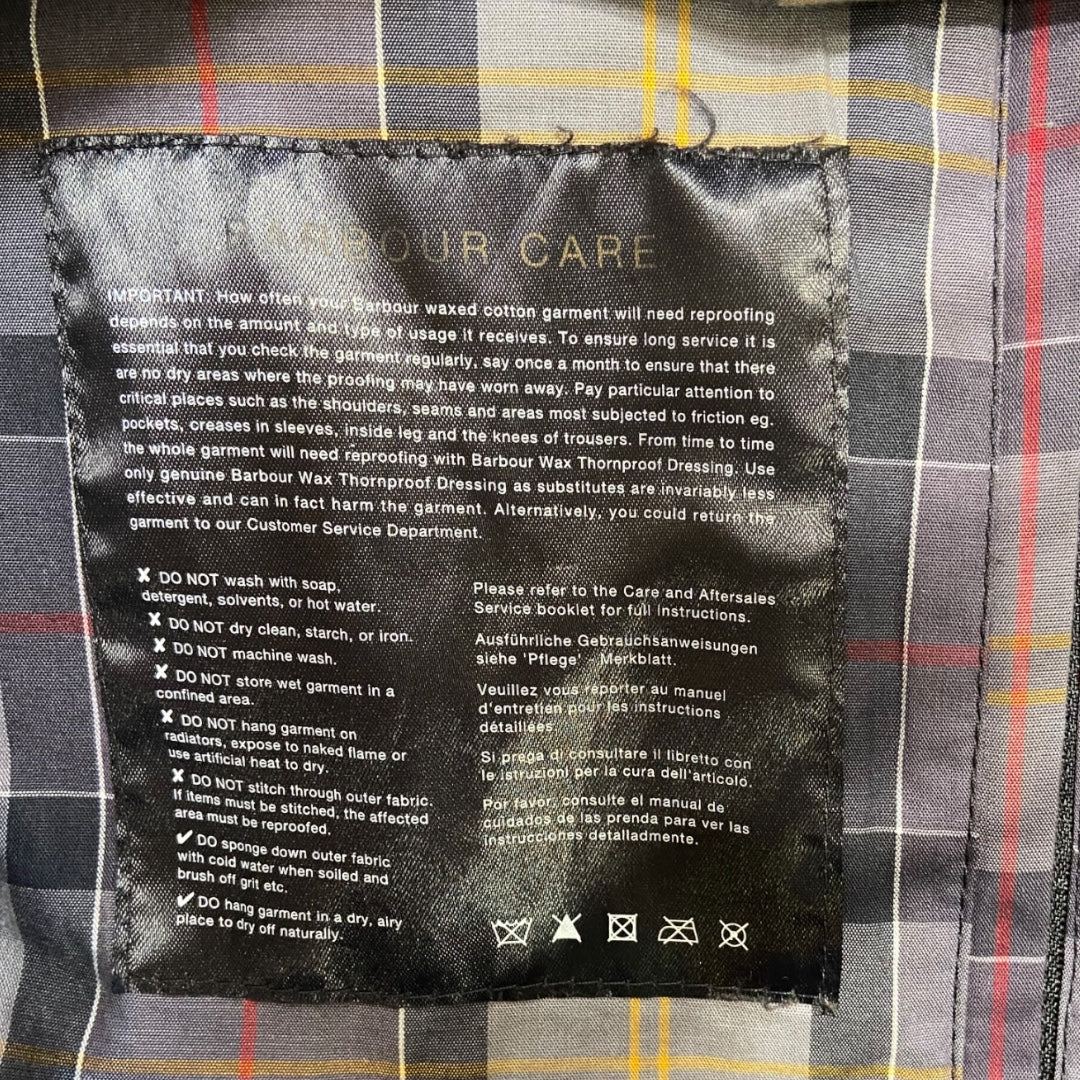 BARBOUR CARE
IMPORTANT: How often your Barbour waxed cotton garment will need reproofing
depends on the amount and type of usage it receives. To ensure long service it is
essential that you check the garment regularly, say once a month to ensure that there
are no dry areas where the proofing may have worn away. Pay particular attention to
critical places such as the shoulders, seams and areas most subjected to friction eg.
pockets, creases in sleeves, inside leg and the knees of trousers. From time to time
the whole garment will need reproofing with Barbour Wax Thornproof Dressing. Use
only genuine Barbour Wax Thornproof Dressing as substitutes are invariably less
effective and can in fact harm the garment. Alternatively, you could return the
garment to our Customer Service Department.
✘ DO NOT wash with soap,
detergent, solvents, or hot water.
✘ DO NOT dry clean, starch, or iron.
✘ DO NOT machine wash.
✘ DO NOT store wet garment in a
confined area.
✘ DO NOT hang garment on
radiators, expose to naked flame or
use artificial heat to dry.
✘ DO NOT stitch through outer fabric.
If items must be stitched, the affected
area must be reproofed.
✔ DO sponge down outer fabric
with cold water when soiled and
brush off grit etc.
✔ DO hang garment in a dry, airy
place to dry off naturally.
Please refer to the Care and Aftersales
Service booklet for full Instructions.
Ausführliche Gebrauchsanweisungen
siehe 'Pflege' - Merkblatt.
Veuillez vous reporter au manuel
d'entretien pour les instructions
détaillées
Si prega di consultare il libretto con
le istruzioni per la cura dell'articolo.
Por favor, consulte el manual de
cuidados de las prenda para ver las
instrucciones detalladmente.